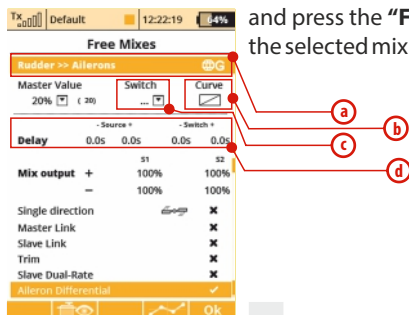 Tx Default 12:22:19 64%
Free Mixes
Rudder >> Ailerons G
Master Value Switch Curve
20% ( 20) ...
- Source + - Switch +
Delay 0.0s 0.0s 0.0s 0.0s
S1 S2
Mix output + 100% 100%
– 100% 100%
Single direction
Master Link
Slave Link
Trim
Slave Dual-Rate
Aileron Differential
Ok
and press the “F
the selected mix
a
b
c
d